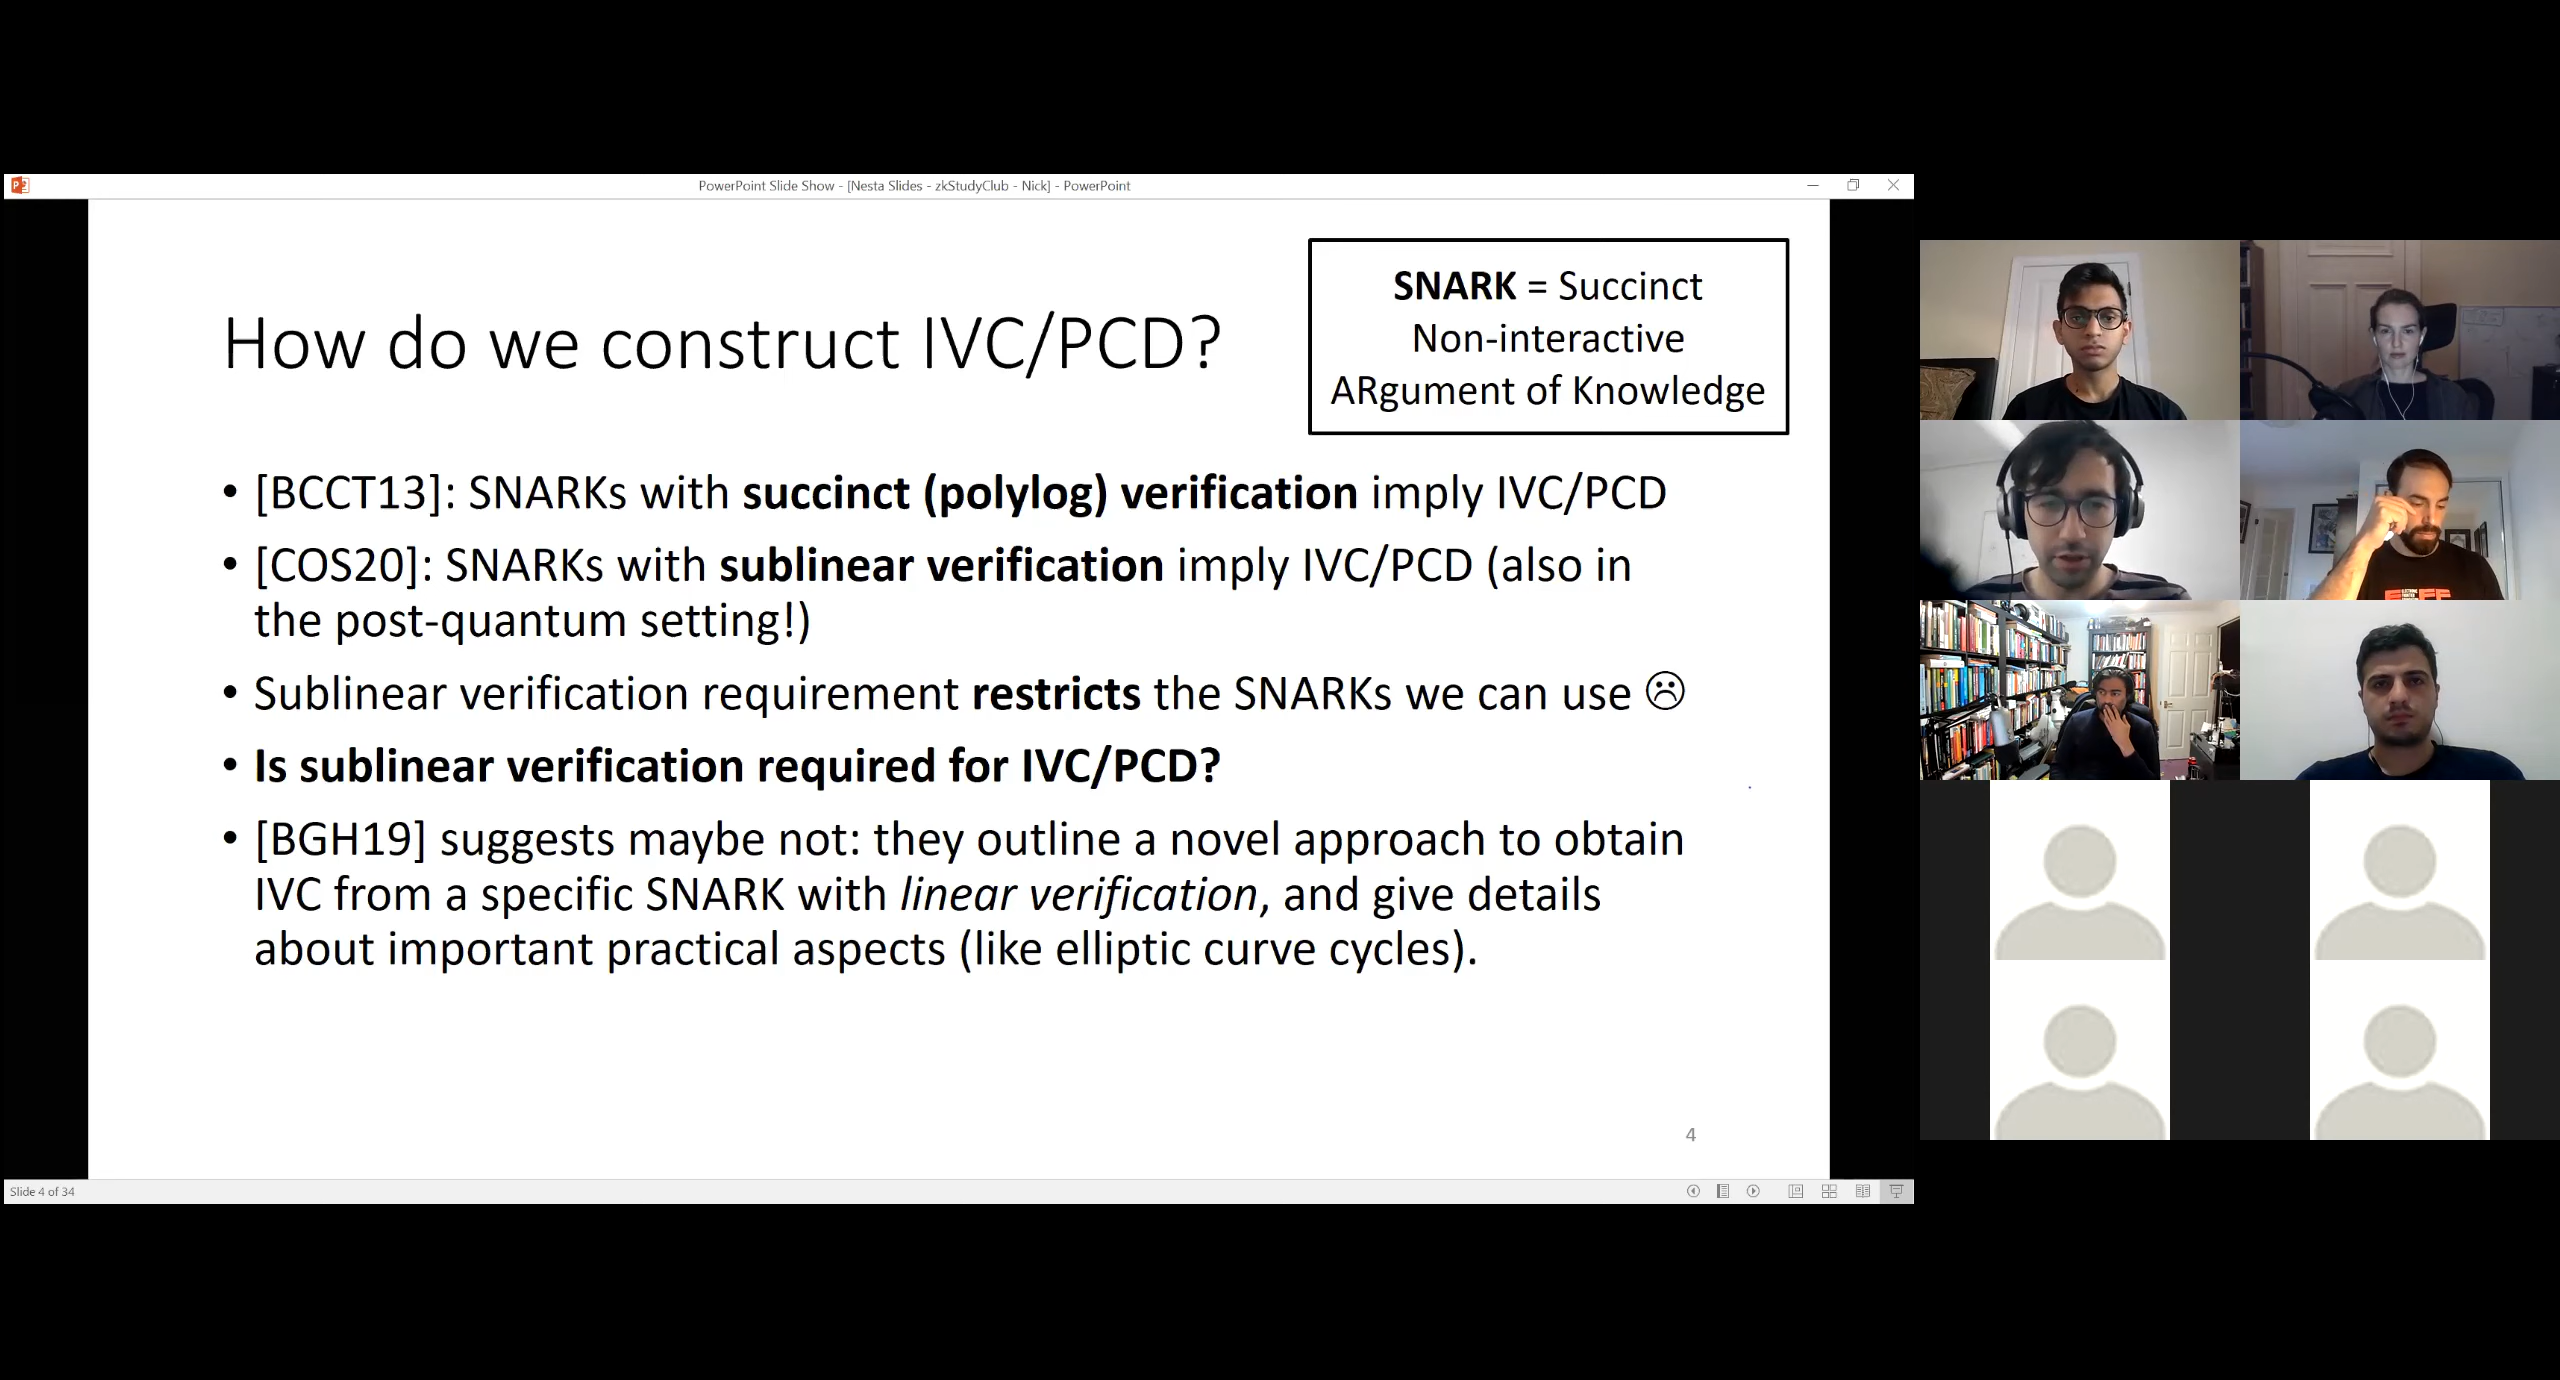 PowerPoint Slide Show - [Nesta Slides - zkStudyClub - Nick] - PowerPoint
SNARK = Succinct
Non-interactive
ARgument of Knowledge
How do we construct IVC/PCD?
• [BCCT13]: SNARKs with succinct (polylog) verification imply IVC/PCD
• [COS20]: SNARKs with sublinear verification imply IVC/PCD (also in
the post-quantum setting!)
• Sublinear verification requirement restricts the SNARKs we can use ☹
• Is sublinear verification required for IVC/PCD?
• [BGH19] suggests maybe not: they outline a novel approach to obtain
IVC from a specific SNARK with linear verification, and give details
about important practical aspects (like elliptic curve cycles).
4
Slide 4 of 34